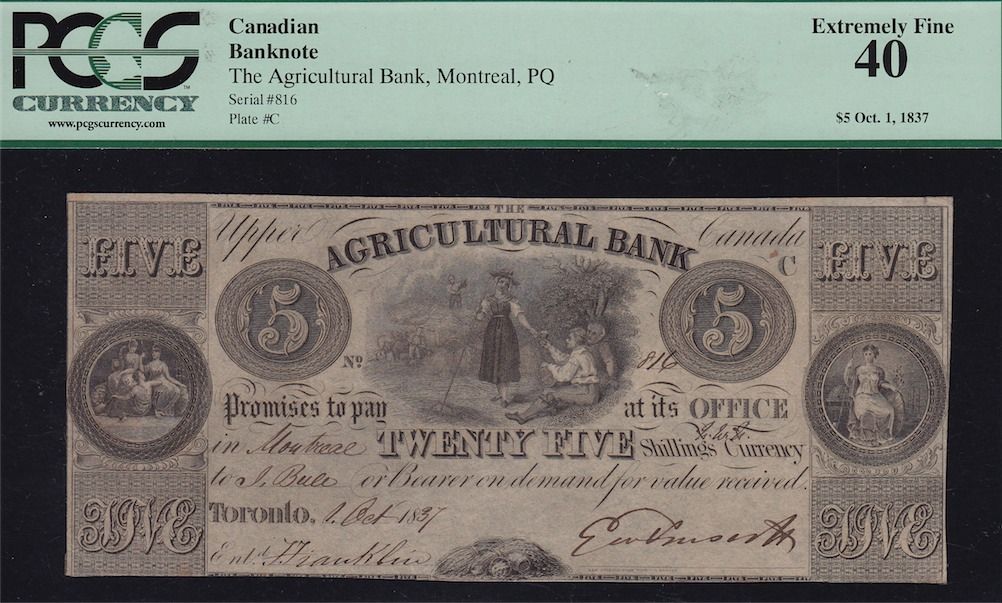 PCGS
CURRENCY
™
www.pcgscurrency.com
Canadian
Banknote
The Agricultural Bank, Montreal, PQ
Serial #816
Plate #C
Extremely Fine
40
$5 Oct. 1, 1837
THE
Upper Canada
AGRICULTURAL BANK
C
FIVE FIVE
5 5
No 816
Promises to pay at its OFFICE
in Montreal TWENTY FIVE Shillings Currency
to J. Bull or Bearer on demand for value received.
Toronto, 1 Oct 1837
FIVE FIVE
Entd. Franklin